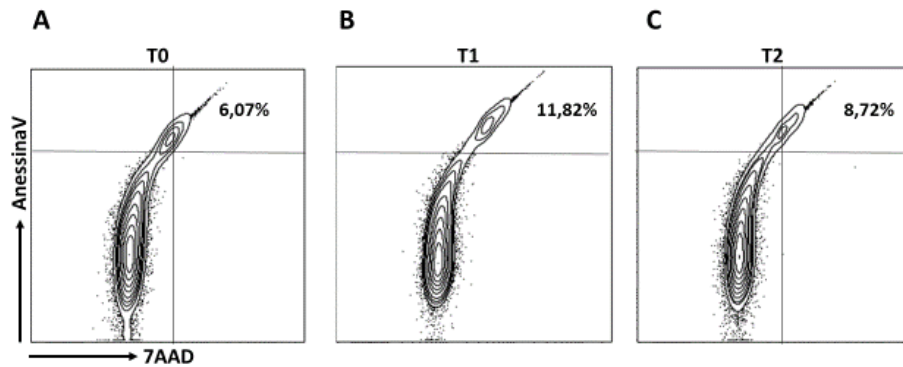 A
B
C
T0
T1
T2
6,07%
11,82%
8,72%
AnessinaV
7AAD